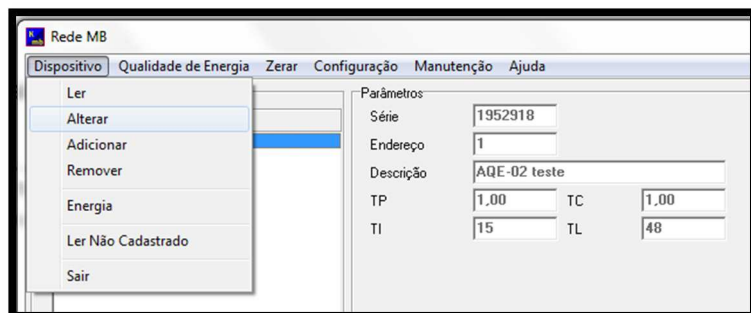 Rede MB
Dispositivo Qualidade de Energia Zerar Configuração Manutenção Ajuda
Ler
Alterar
Adicionar
Remover
Energia
Ler Não Cadastrado
Sair
Parâmetros
Série 1952918
Endereço 1
Descrição AQE-02 teste
TP 1,00 TC 1,00
TI 15 TL 48